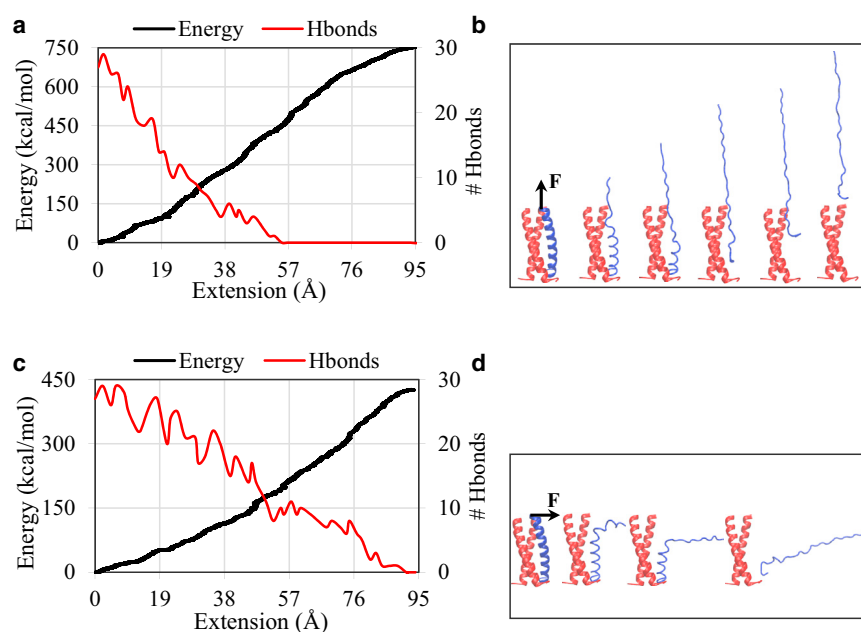 a
Energy Hbonds
b
750
600
450
300
150
0
Energy (kcal/mol)
30
20
10
0
# Hbonds
0 19 38 57 76 95
Extension (Å)
F
c
Energy Hbonds
d
450
300
150
0
Energy (kcal/mol)
30
20
10
0
# Hbonds
0 19 38 57 76 95
Extension (Å)
F